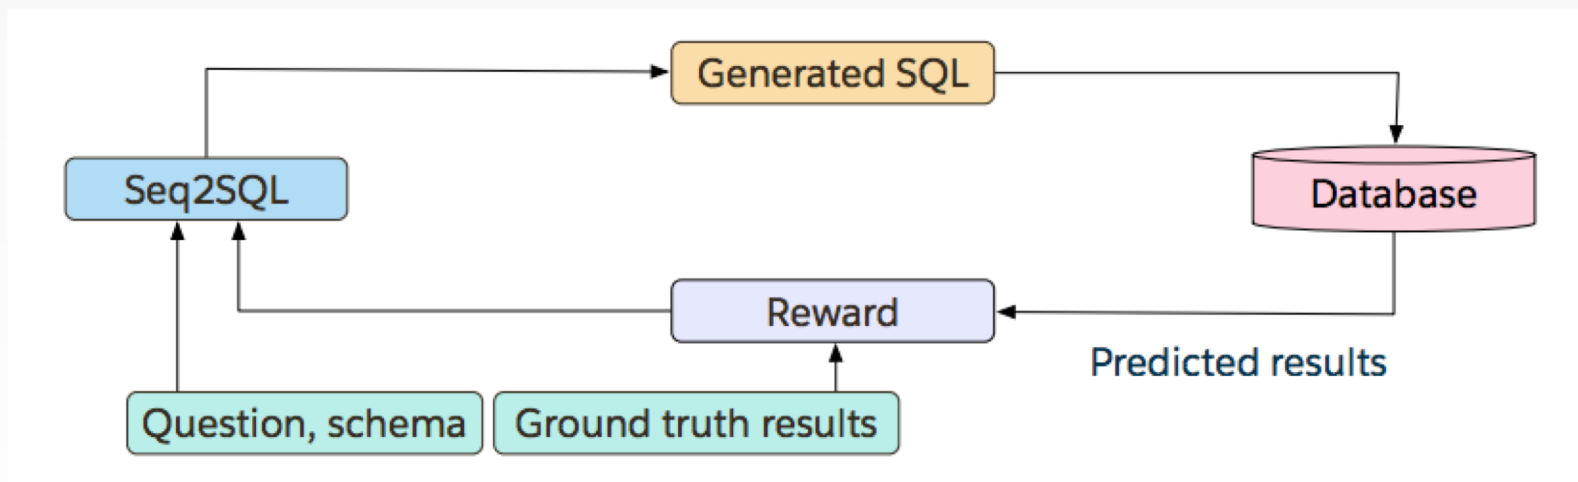 Generated SQL
Seq2SQL
Database
Reward
Predicted results
Question, schema
Ground truth results